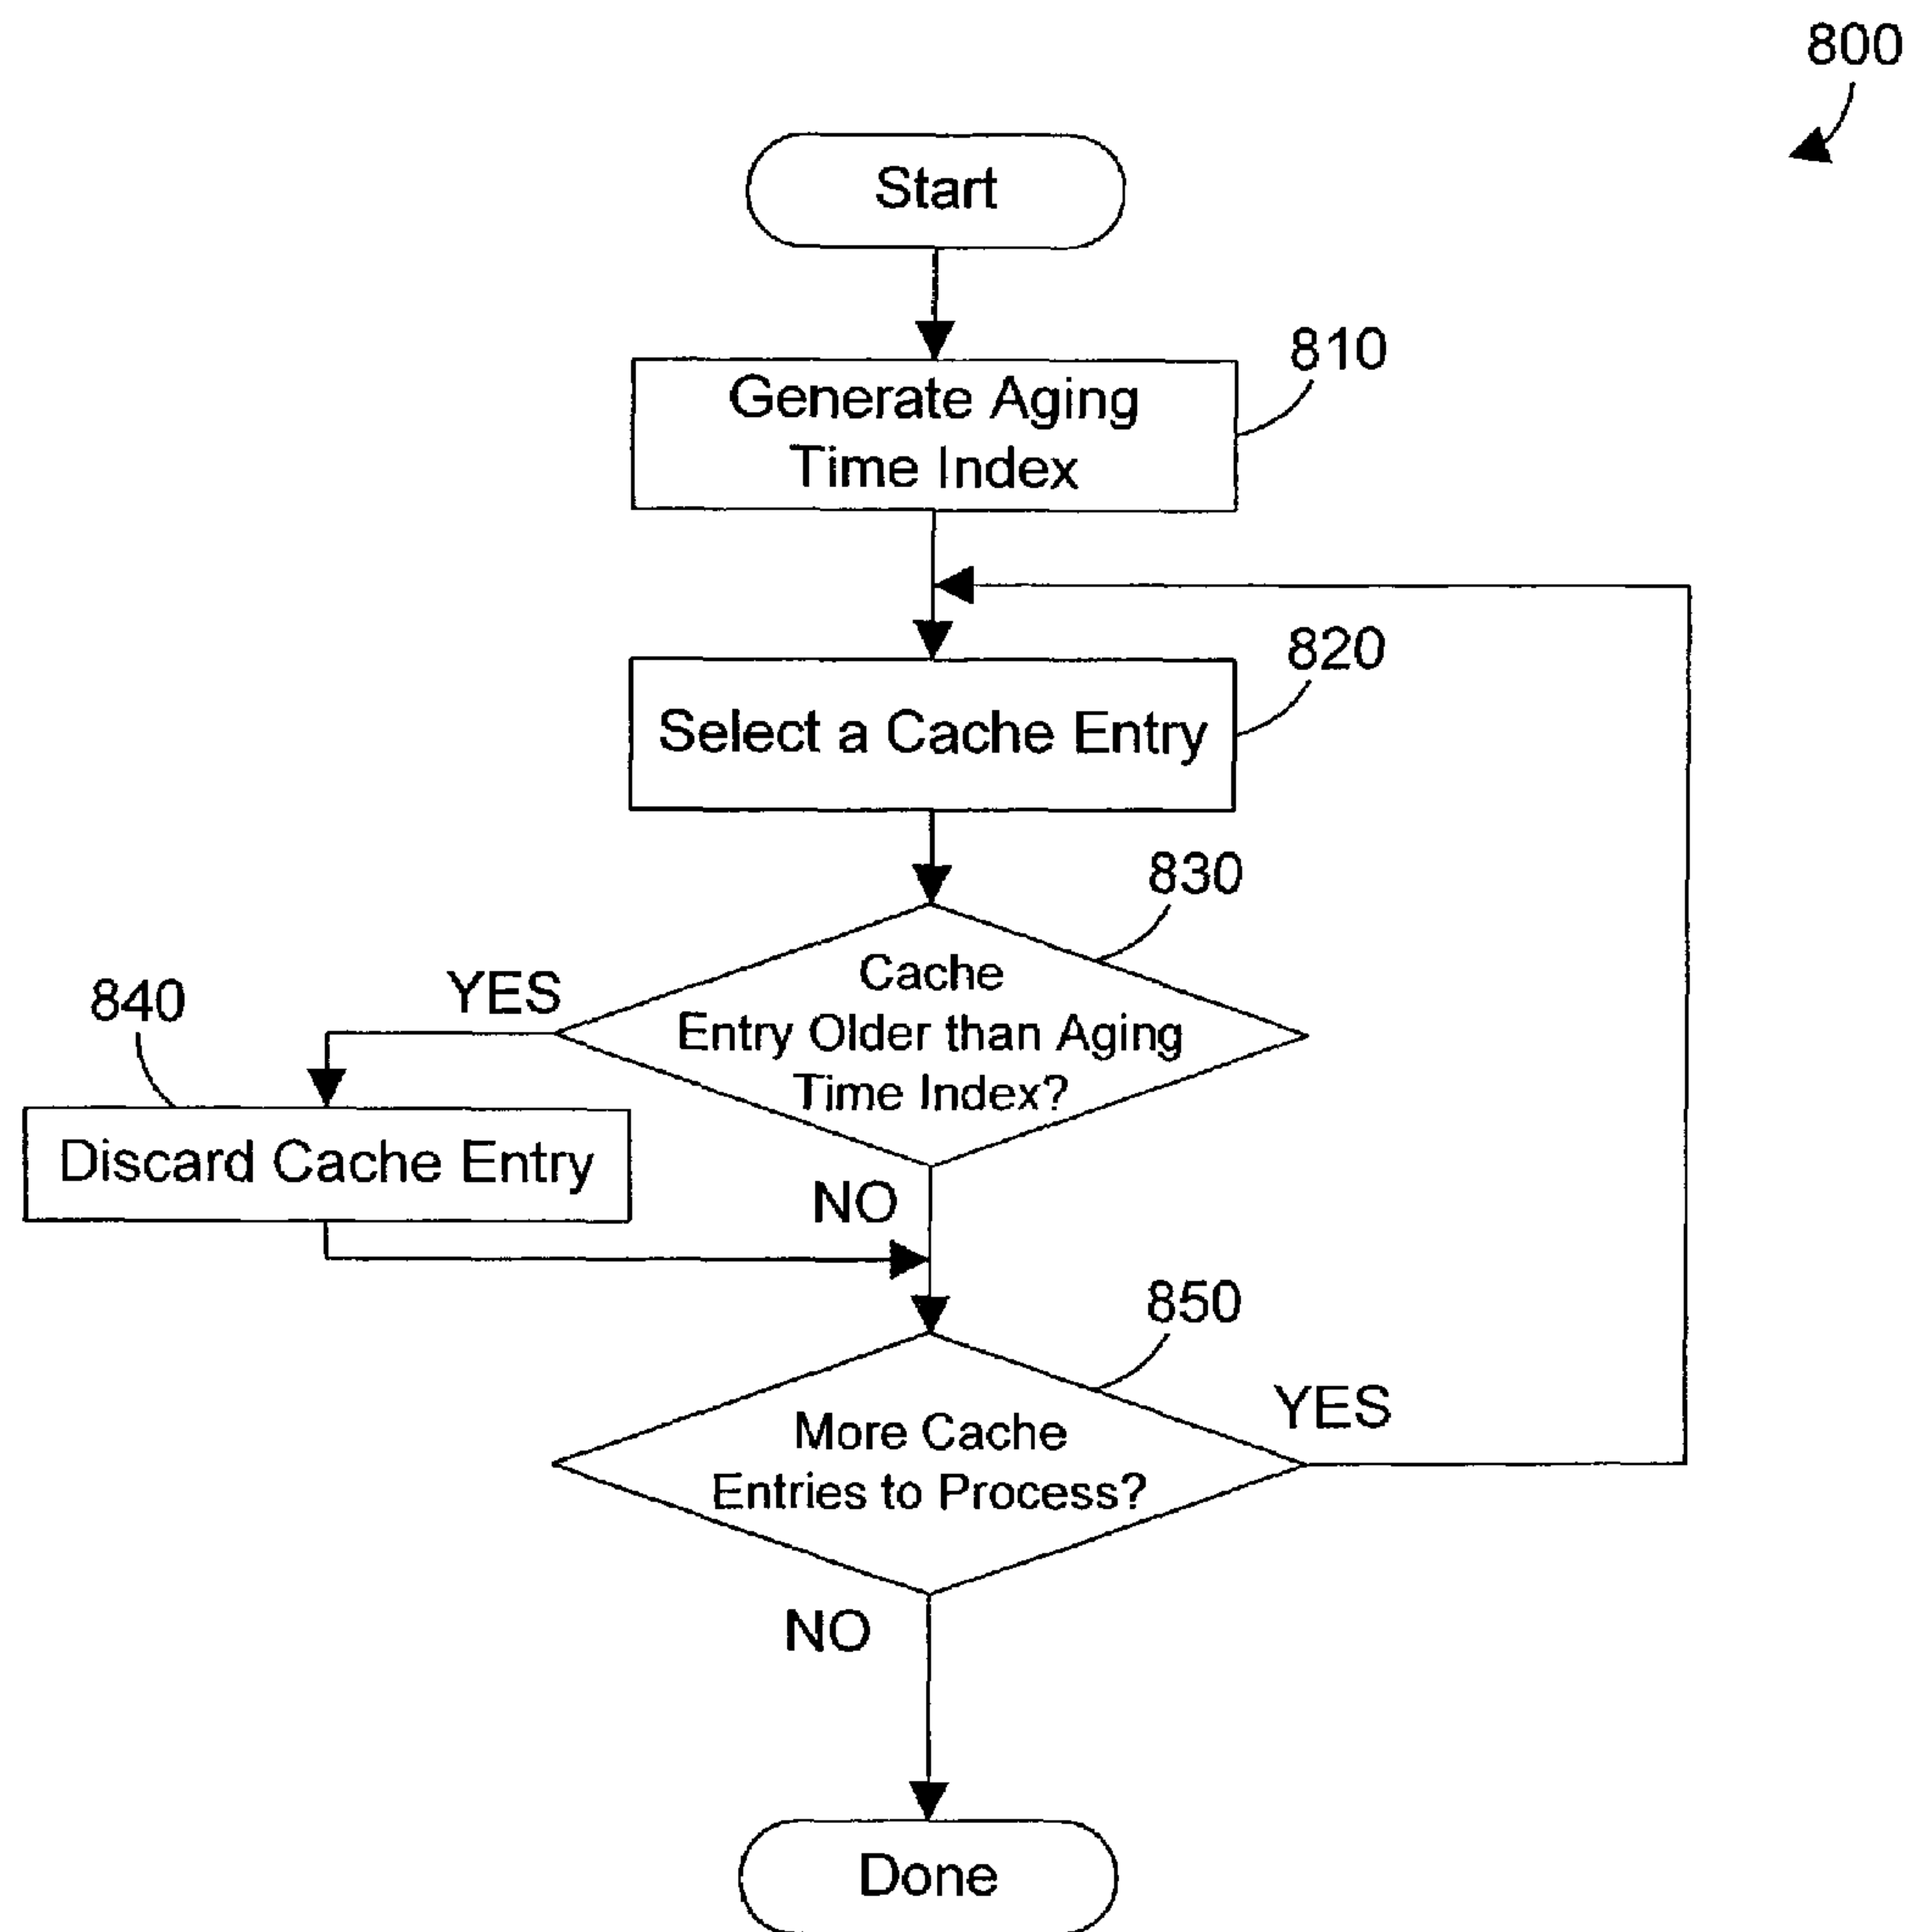 800
Start
810
Generate Aging
Time Index
820
Select a Cache Entry
830
Cache
Entry Older than Aging
Time Index?
YES
840
Discard Cache Entry
NO
850
More Cache
Entries to Process?
YES
NO
Done